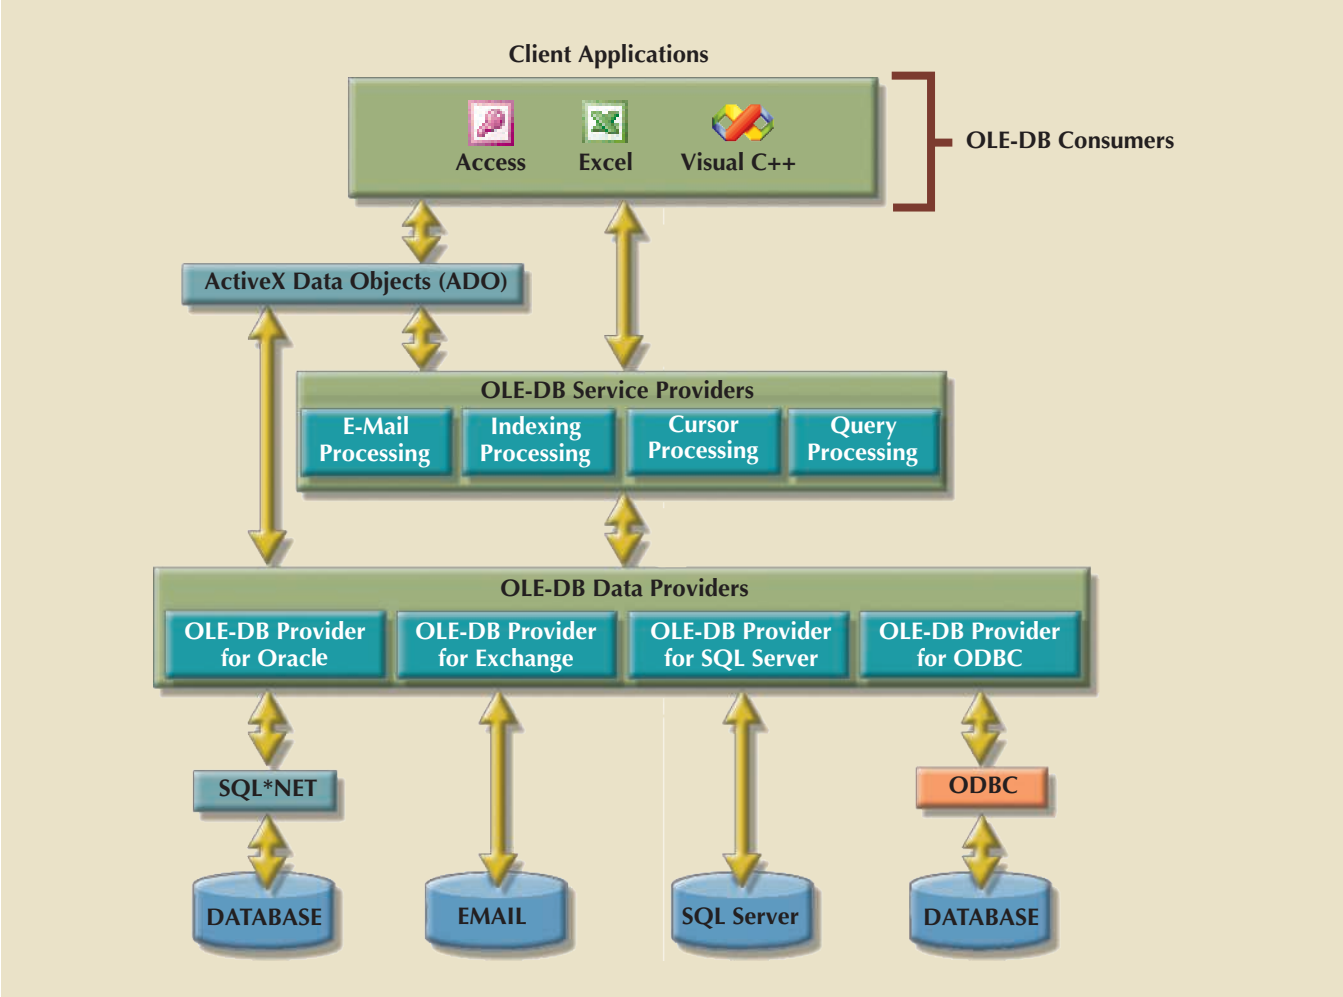 Client Applications
Access
Excel
Visual C++
OLE-DB Consumers
ActiveX Data Objects (ADO)
OLE-DB Service Providers
E-Mail
Processing
Indexing
Processing
Cursor
Processing
Query
Processing
OLE-DB Data Providers
OLE-DB Provider
for Oracle
OLE-DB Provider
for Exchange
OLE-DB Provider
for SQL Server
OLE-DB Provider
for ODBC
SQL*NET
ODBC
DATABASE
EMAIL
SQL Server
DATABASE